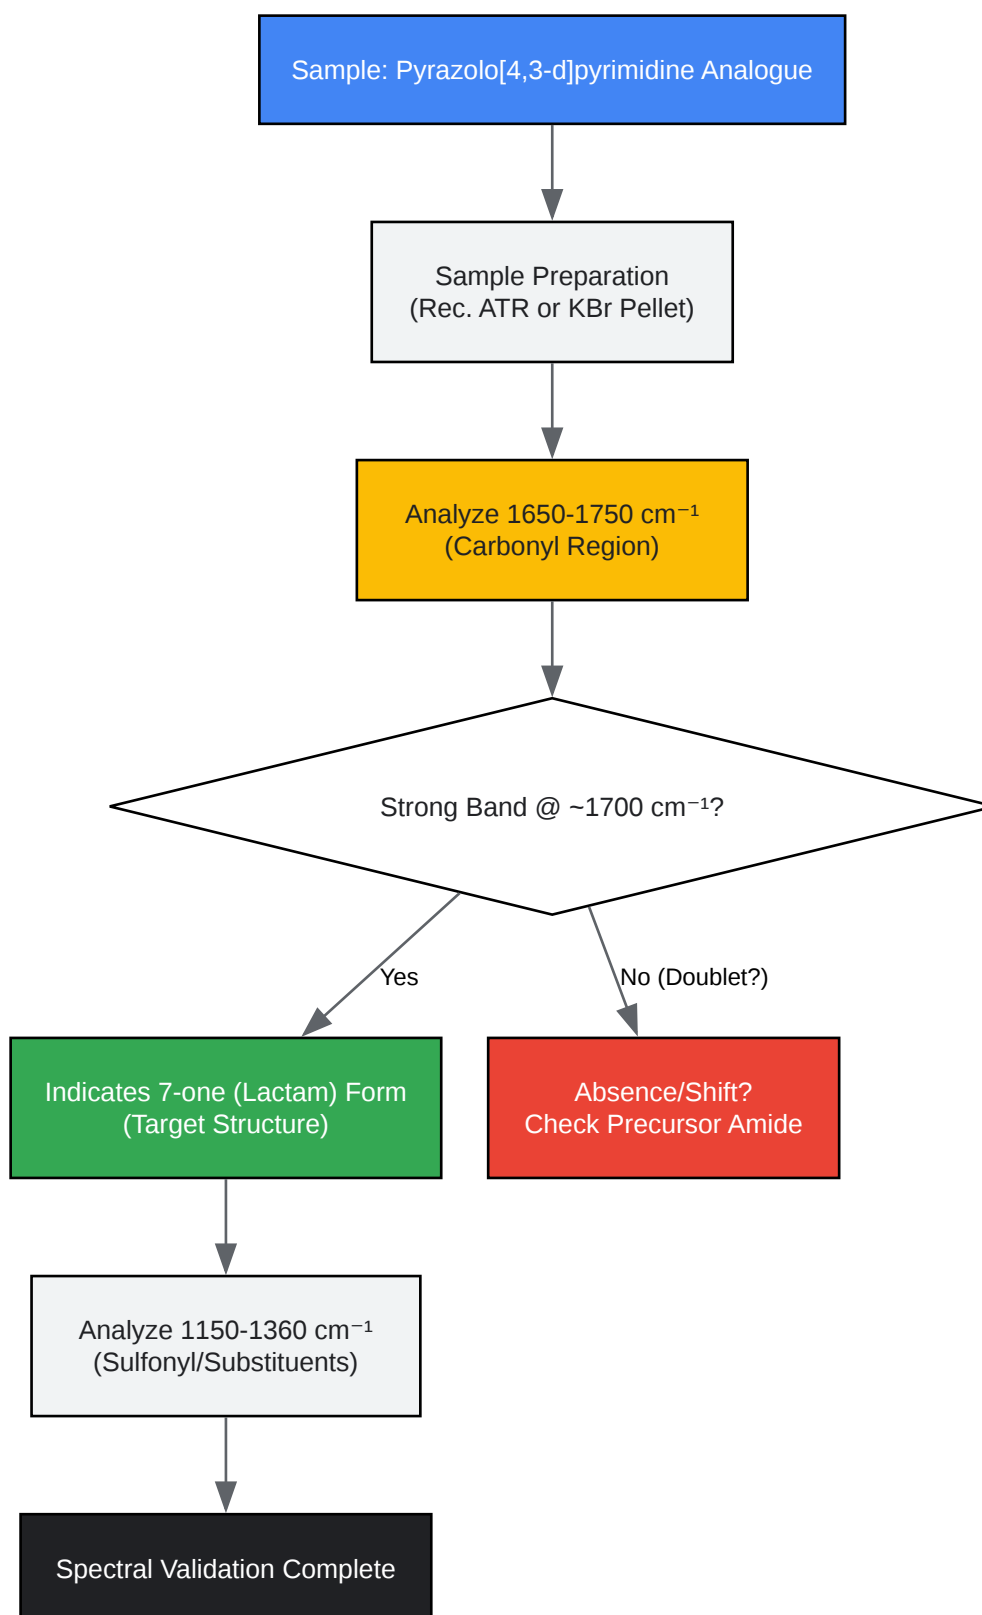 Sample: Pyrazolo[4,3-d]pyrimidine Analogue
Sample Preparation
(Rec. ATR or KBr Pellet)
Analyze 1650-1750 cm⁻¹
(Carbonyl Region)
Strong Band @ ~1700 cm⁻¹?
Yes
No (Doublet?)
Indicates 7-one (Lactam) Form
(Target Structure)
Absence/Shift?
Check Precursor Amide
Analyze 1150-1360 cm⁻¹
(Sulfonyl/Substituents)
Spectral Validation Complete